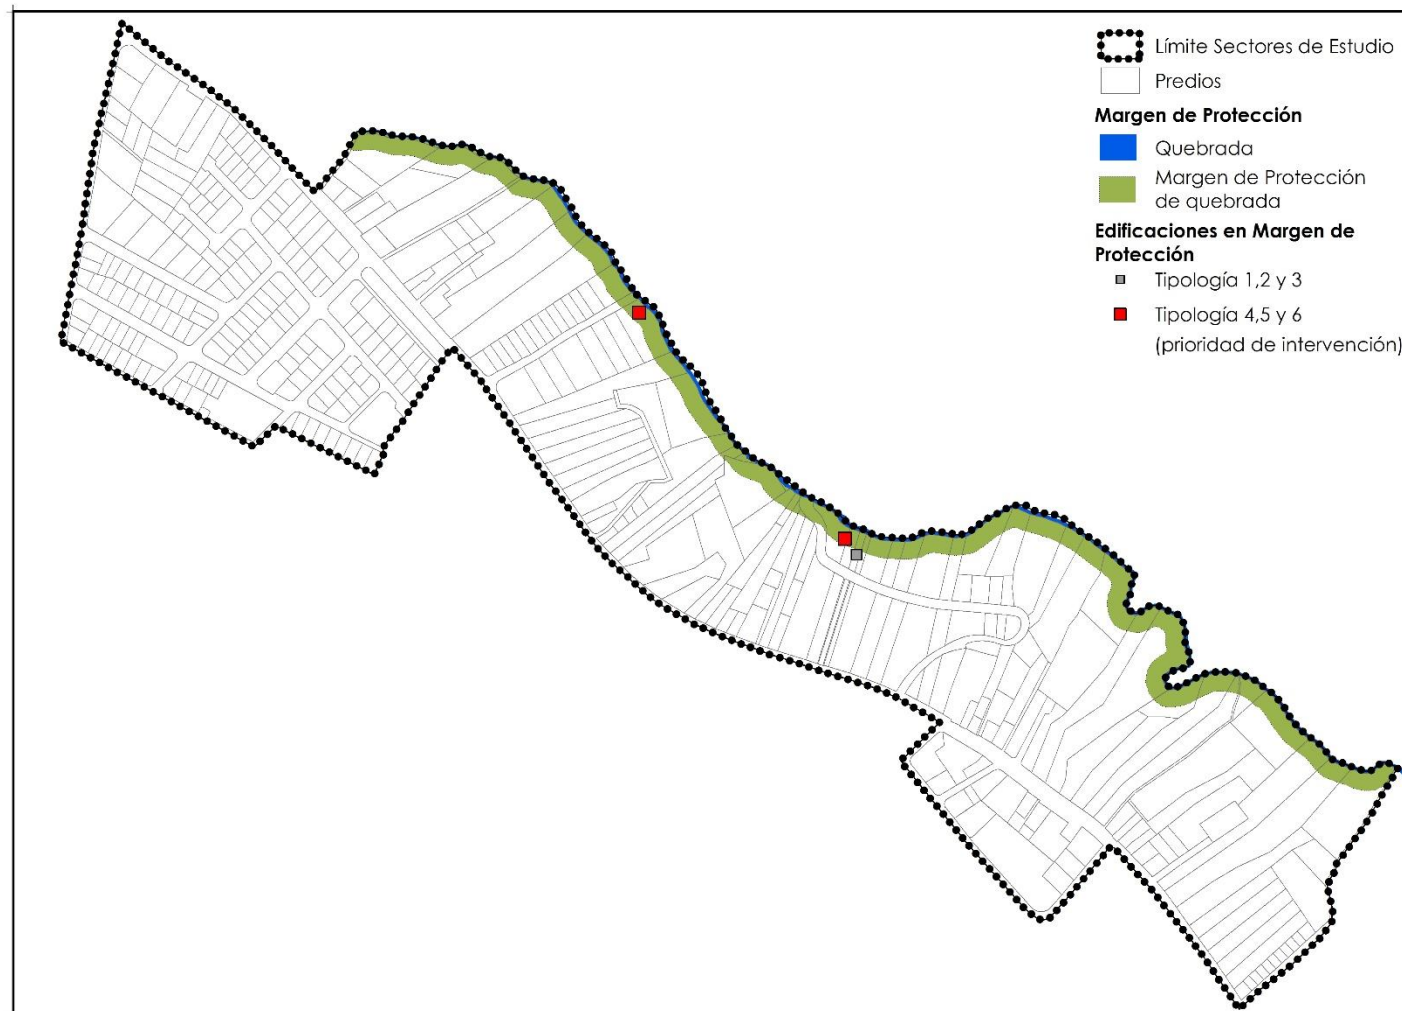 Límite Sectores de Estudio
Predios
Margen de Protección
Quebrada
Margen de Protección
de quebrada
Edificaciones en Margen de
Protección
Tipología 1,2 y 3
Tipología 4,5 y 6
(prioridad de intervención)